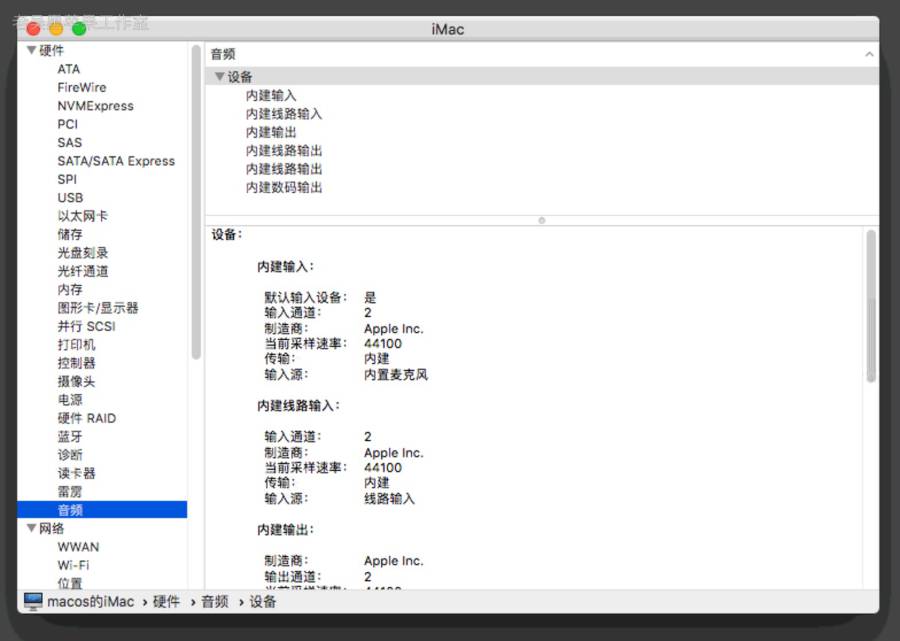 iMac
硬件
ATA
FireWire
NVMExpress
PCI
SAS
SATA/SATA Express
SPI
USB
以太网卡
储存
光盘刻录
光纤通道
内存
图形卡/显示器
并行 SCSI
打印机
控制器
摄像头
电源
硬件 RAID
蓝牙
诊断
读卡器
雷雳
音频
网络
WWAN
Wi-Fi
位置
音频
设备
内建输入
内建线路输入
内建输出
内建线路输出
内建线路输出
内建数码输出
设备：
内建输入：
默认输入设备： 是
输入通道： 2
制造商： Apple Inc.
当前采样速率： 44100
传输： 内建
输入源： 内置麦克风
内建线路输入：
输入通道： 2
制造商： Apple Inc.
当前采样速率： 44100
传输： 内建
输入源： 线路输入
内建输出：
制造商： Apple Inc.
输出通道： 2
当前采样速率： 44100
macos的iMac › 硬件 › 音频 › 设备